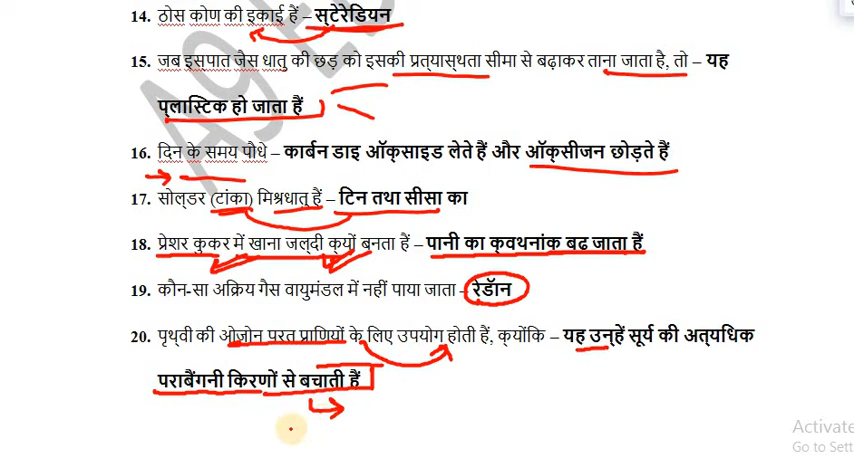 14. ठोस कोण की इकाई हैं – स्टेरेडियन
15. जब इसपात जैस धातु की छड़ को इसकी प्रत्यास्थता सीमा से बढ़ाकर ताना जाता है, तो – यह
प्लास्टिक हो जाता हैं
16. दिन के समय पौधे – कार्बन डाइ ऑक्साइड लेते हैं और ऑक्सीजन छोड़ते हैं
17. सोल्डर (टांका) मिश्रधातु हैं – टिन तथा सीसा का
18. प्रेशर कुकर में खाना जल्दी क्यों बनता हैं – पानी का क्वथनांक बढ जाता हैं
19. कौन-सा अक्रिय गैस वायुमंडल में नहीं पाया जाता – रेडॅान
20. पृथ्वी की ओज़ोन परत प्राणियों के लिए उपयोग होती हैं, क्योंकि – यह उन्हें सूर्य की अत्यधिक
पराबैंगनी किरणों से बचाती हैं
Activate
Go to Sett